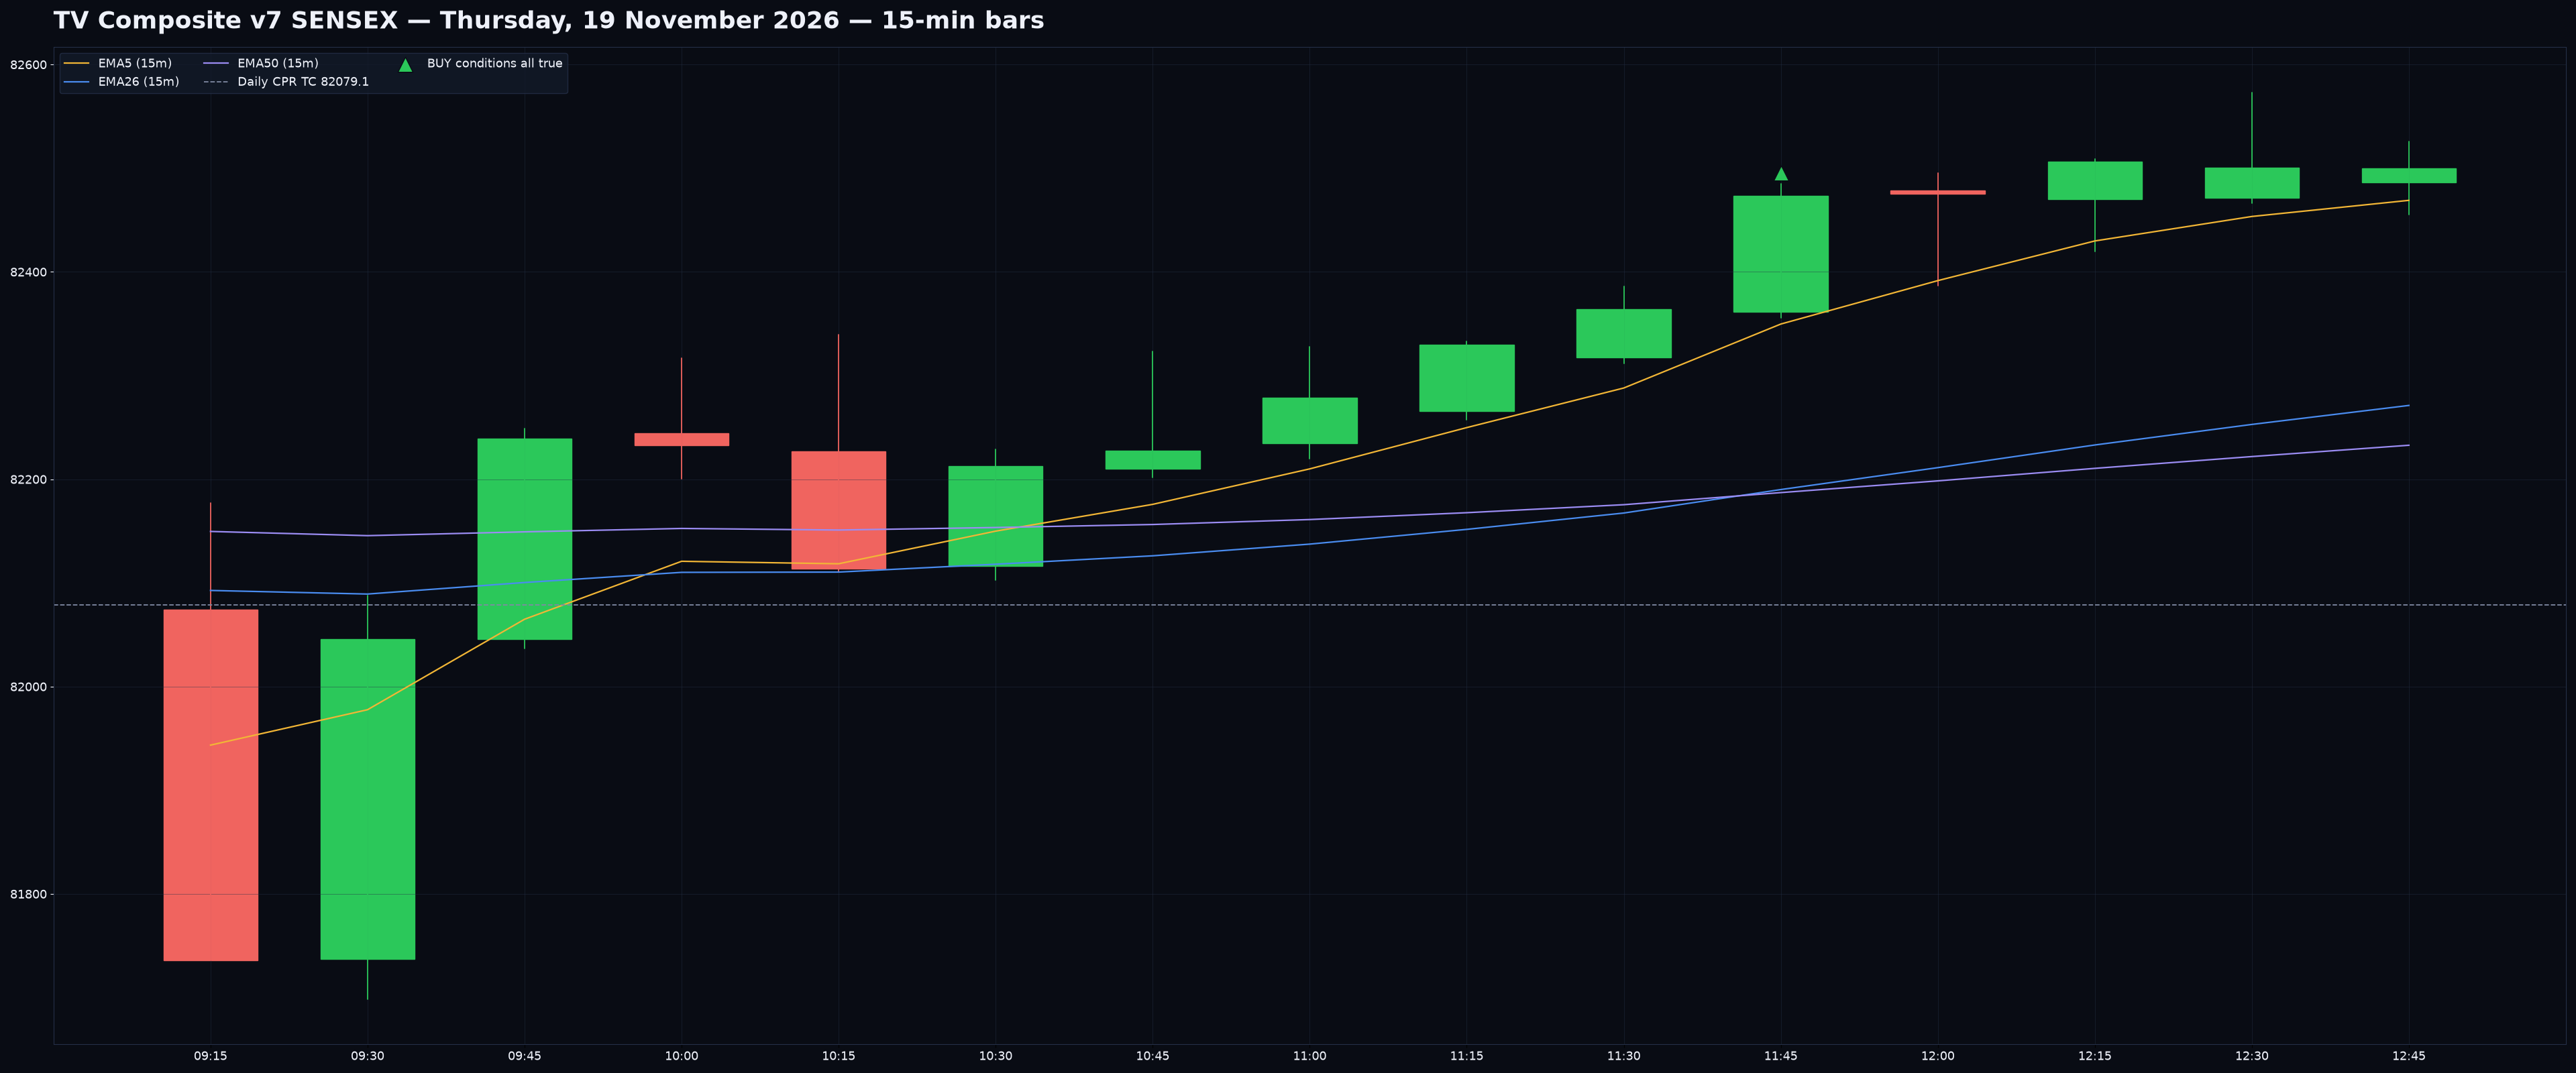 TV Composite v7 SENSEX — Thursday, 19 November 2026 — 15-min bars
EMA5 (15m) EMA50 (15m) BUY conditions all true
EMA26 (15m) Daily CPR TC 82079.1
82600
82400
82200
82000
81800
09:15 09:30 09:45 10:00 10:15 10:30 10:45 11:00 11:15 11:30 11:45 12:00 12:15 12:30 12:45